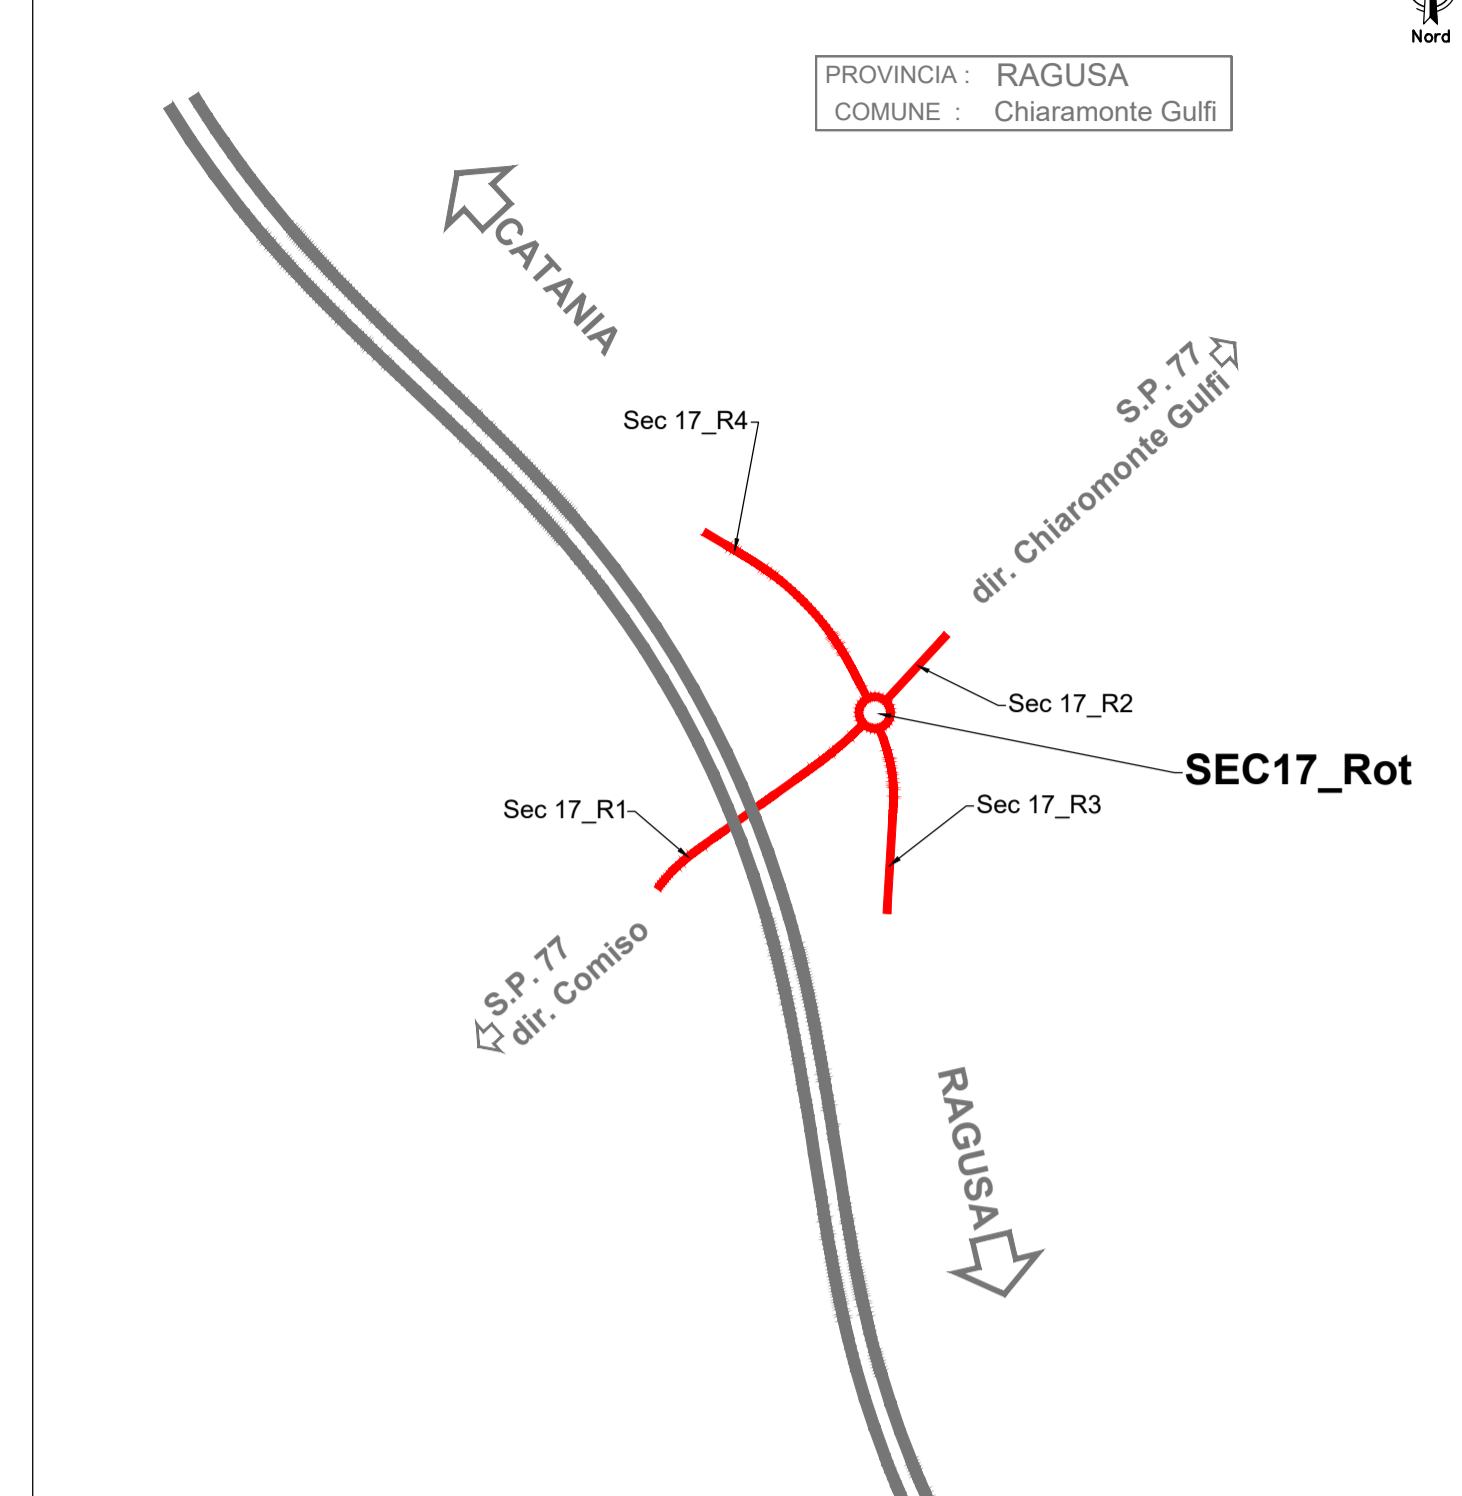 Nord
PROVINCIA : RAGUSA
COMUNE : Chiaramonte Gulfi
CATANIA
S.P. 77
dir. Chiaromonte Gulfi
Sec 17_R4
Sec 17_R2
SEC17_Rot
Sec 17_R1
Sec 17_R3
S.P. 77
dir. Comiso
RAGUSA